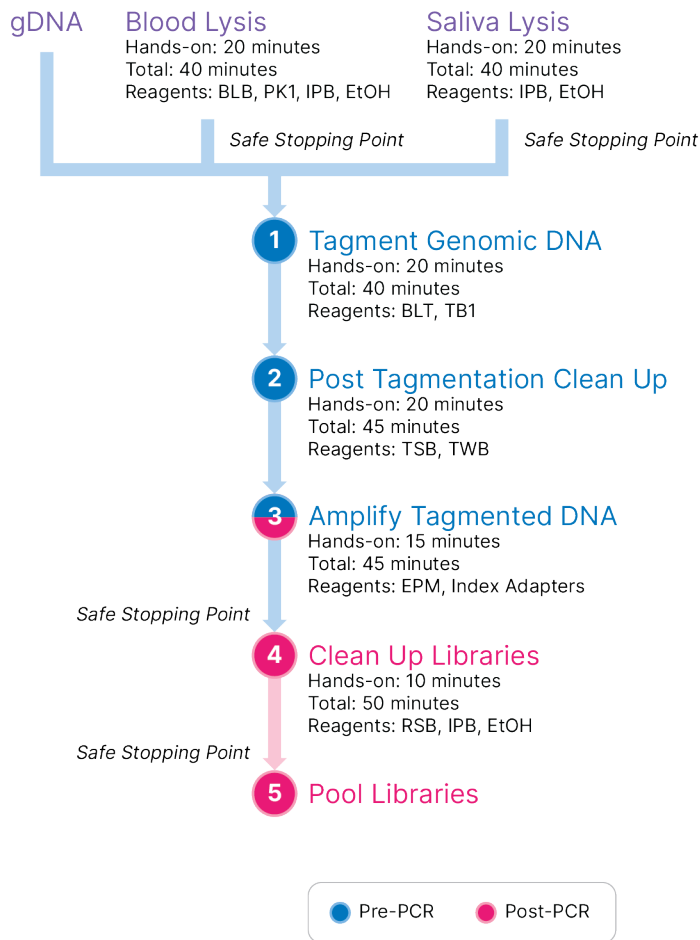 gDNA
Blood Lysis
Hands-on: 20 minutes
Total: 40 minutes
Reagents: BLB, PK1, IPB, EtOH
Safe Stopping Point
Saliva Lysis
Hands-on: 20 minutes
Total: 40 minutes
Reagents: IPB, EtOH
Safe Stopping Point
1
Tagment Genomic DNA
Hands-on: 20 minutes
Total: 40 minutes
Reagents: BLT, TB1
2
Post Tagmentation Clean Up
Hands-on: 20 minutes
Total: 45 minutes
Reagents: TSB, TWB
3
Amplify Tagmented DNA
Hands-on: 15 minutes
Total: 45 minutes
Reagents: EPM, Index Adapters
Safe Stopping Point
4
Clean Up Libraries
Hands-on: 10 minutes
Total: 50 minutes
Reagents: RSB, IPB, EtOH
Safe Stopping Point
5
Pool Libraries
Pre-PCR
Post-PCR